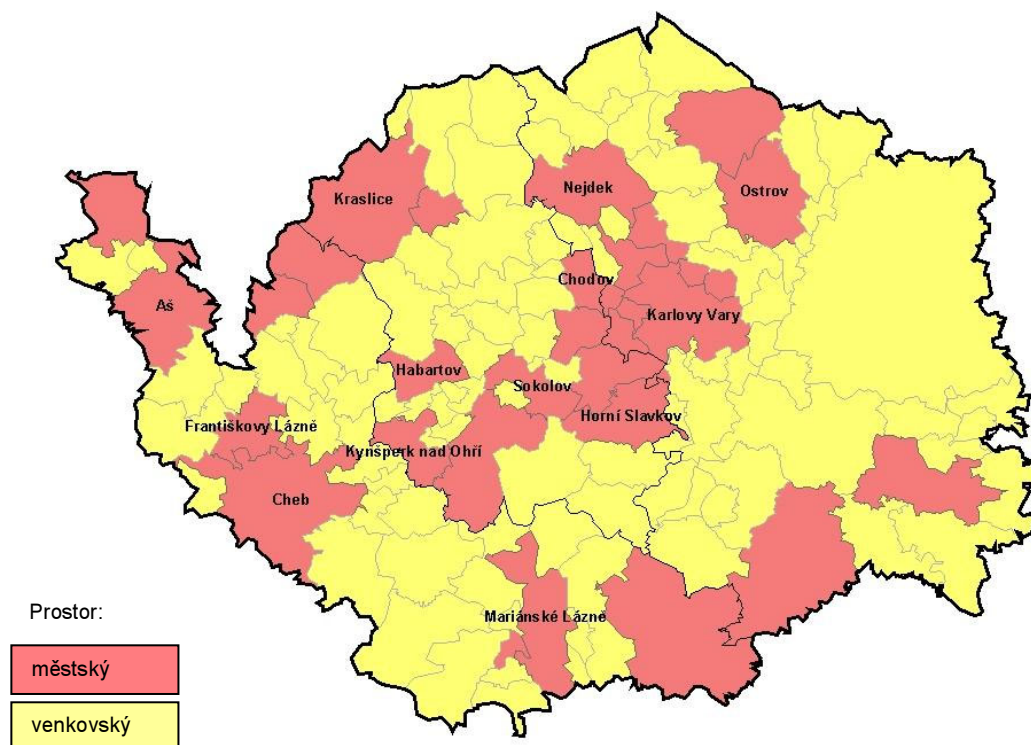 Nejdek
Ostrov
Kraslice
Chodov
Aš
Karlovy Vary
Habartov
Sokolov
Horní Slavkov
Františkovy Lázně
Kynšperk nad Ohří
Cheb
Mariánské Lázně
Prostor:
městský
venkovský